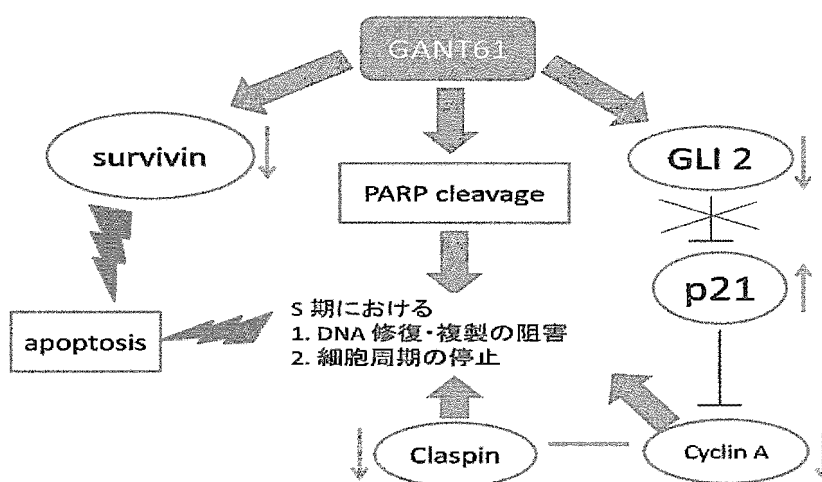 GANT61
survivin
GLI 2
PARP cleavage
p21
S 期における
1. DNA 修復・複製の阻害
2. 細胞周期の停止
apoptosis
Claspin
Cyclin A